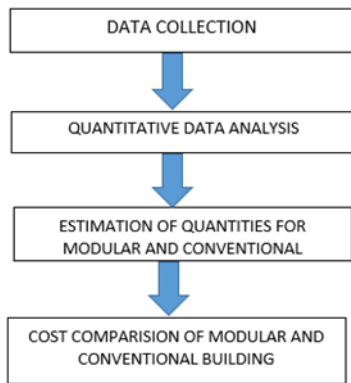 DATA COLLECTION
QUANTITATIVE DATA ANALYSIS
ESTIMATION OF QUANTITIES FOR
MODULAR AND CONVENTIONAL
COST COMPARISION OF MODULAR AND
CONVENTIONAL BUILDING